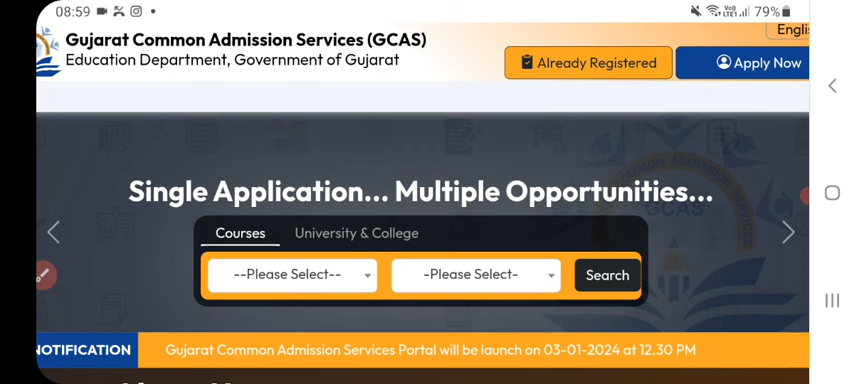 08:59
Voo) LTE1 79%
Gujarat Common Admission Services (GCAS)
Education Department, Government of Gujarat
Already Registered
Apply Now
Single Application... Multiple Opportunities...
Courses University & College
--Please Select-- -Please Select- Search
NOTIFICATION Gujarat Common Admission Services Portal will be launch on 03-01-2024 at 12.30 PM